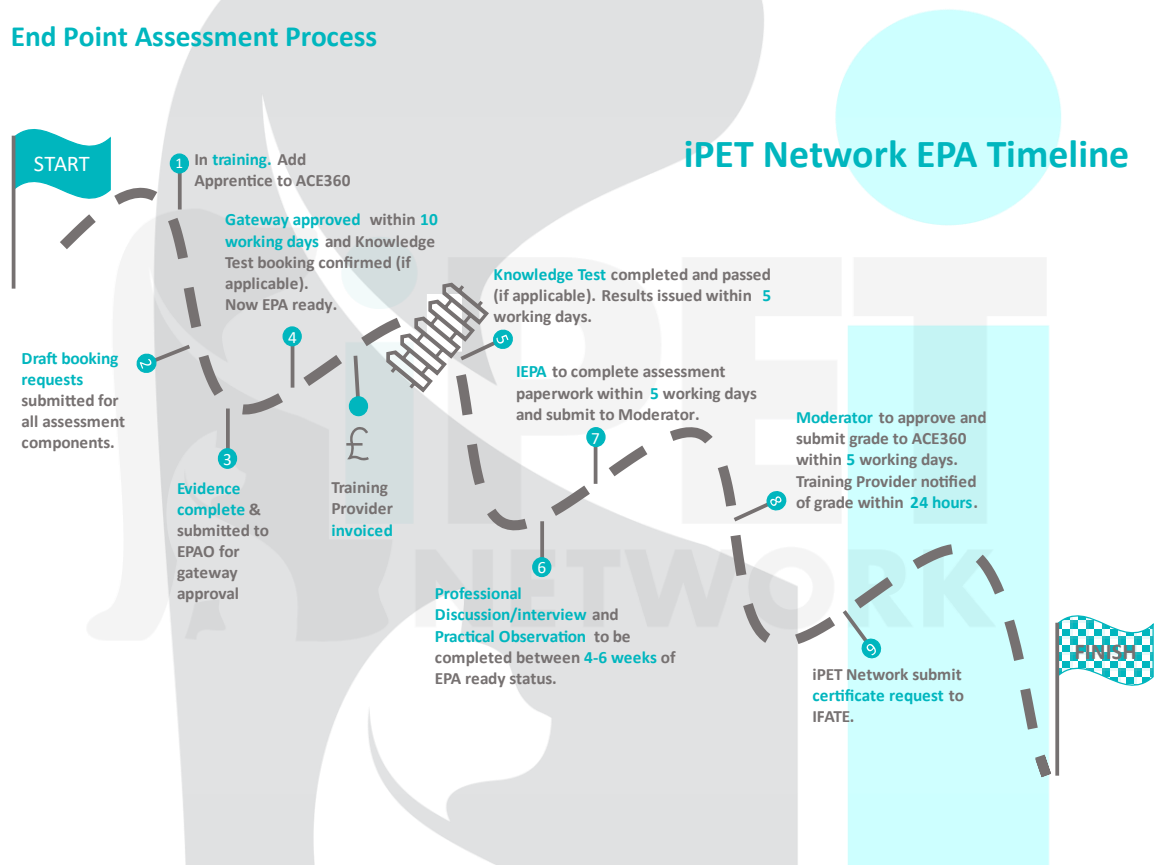 End Point Assessment Process
iPET Network EPA Timeline
START
1
In training. Add
Apprentice to ACE360
2
Draft booking
requests
submitted for
all assessment
components.
3
Evidence
complete &
submitted to
EPAO for
gateway
approval
4
Gateway approved within 10
working days and Knowledge
Test booking confirmed (if
applicable).
Now EPA ready.
£
Training
Provider
invoiced
5
Knowledge Test completed and passed
(if applicable). Results issued within 5
working days.
6
Professional
Discussion/interview and
Practical Observation to be
completed between 4-6 weeks of
EPA ready status.
7
IEPA to complete assessment
paperwork within 5 working days
and submit to Moderator.
8
Moderator to approve and
submit grade to ACE360
within 5 working days.
Training Provider notified
of grade within 24 hours.
9
iPET Network submit
certificate request to
IFATE.
FINISH
iPET
NETWORK